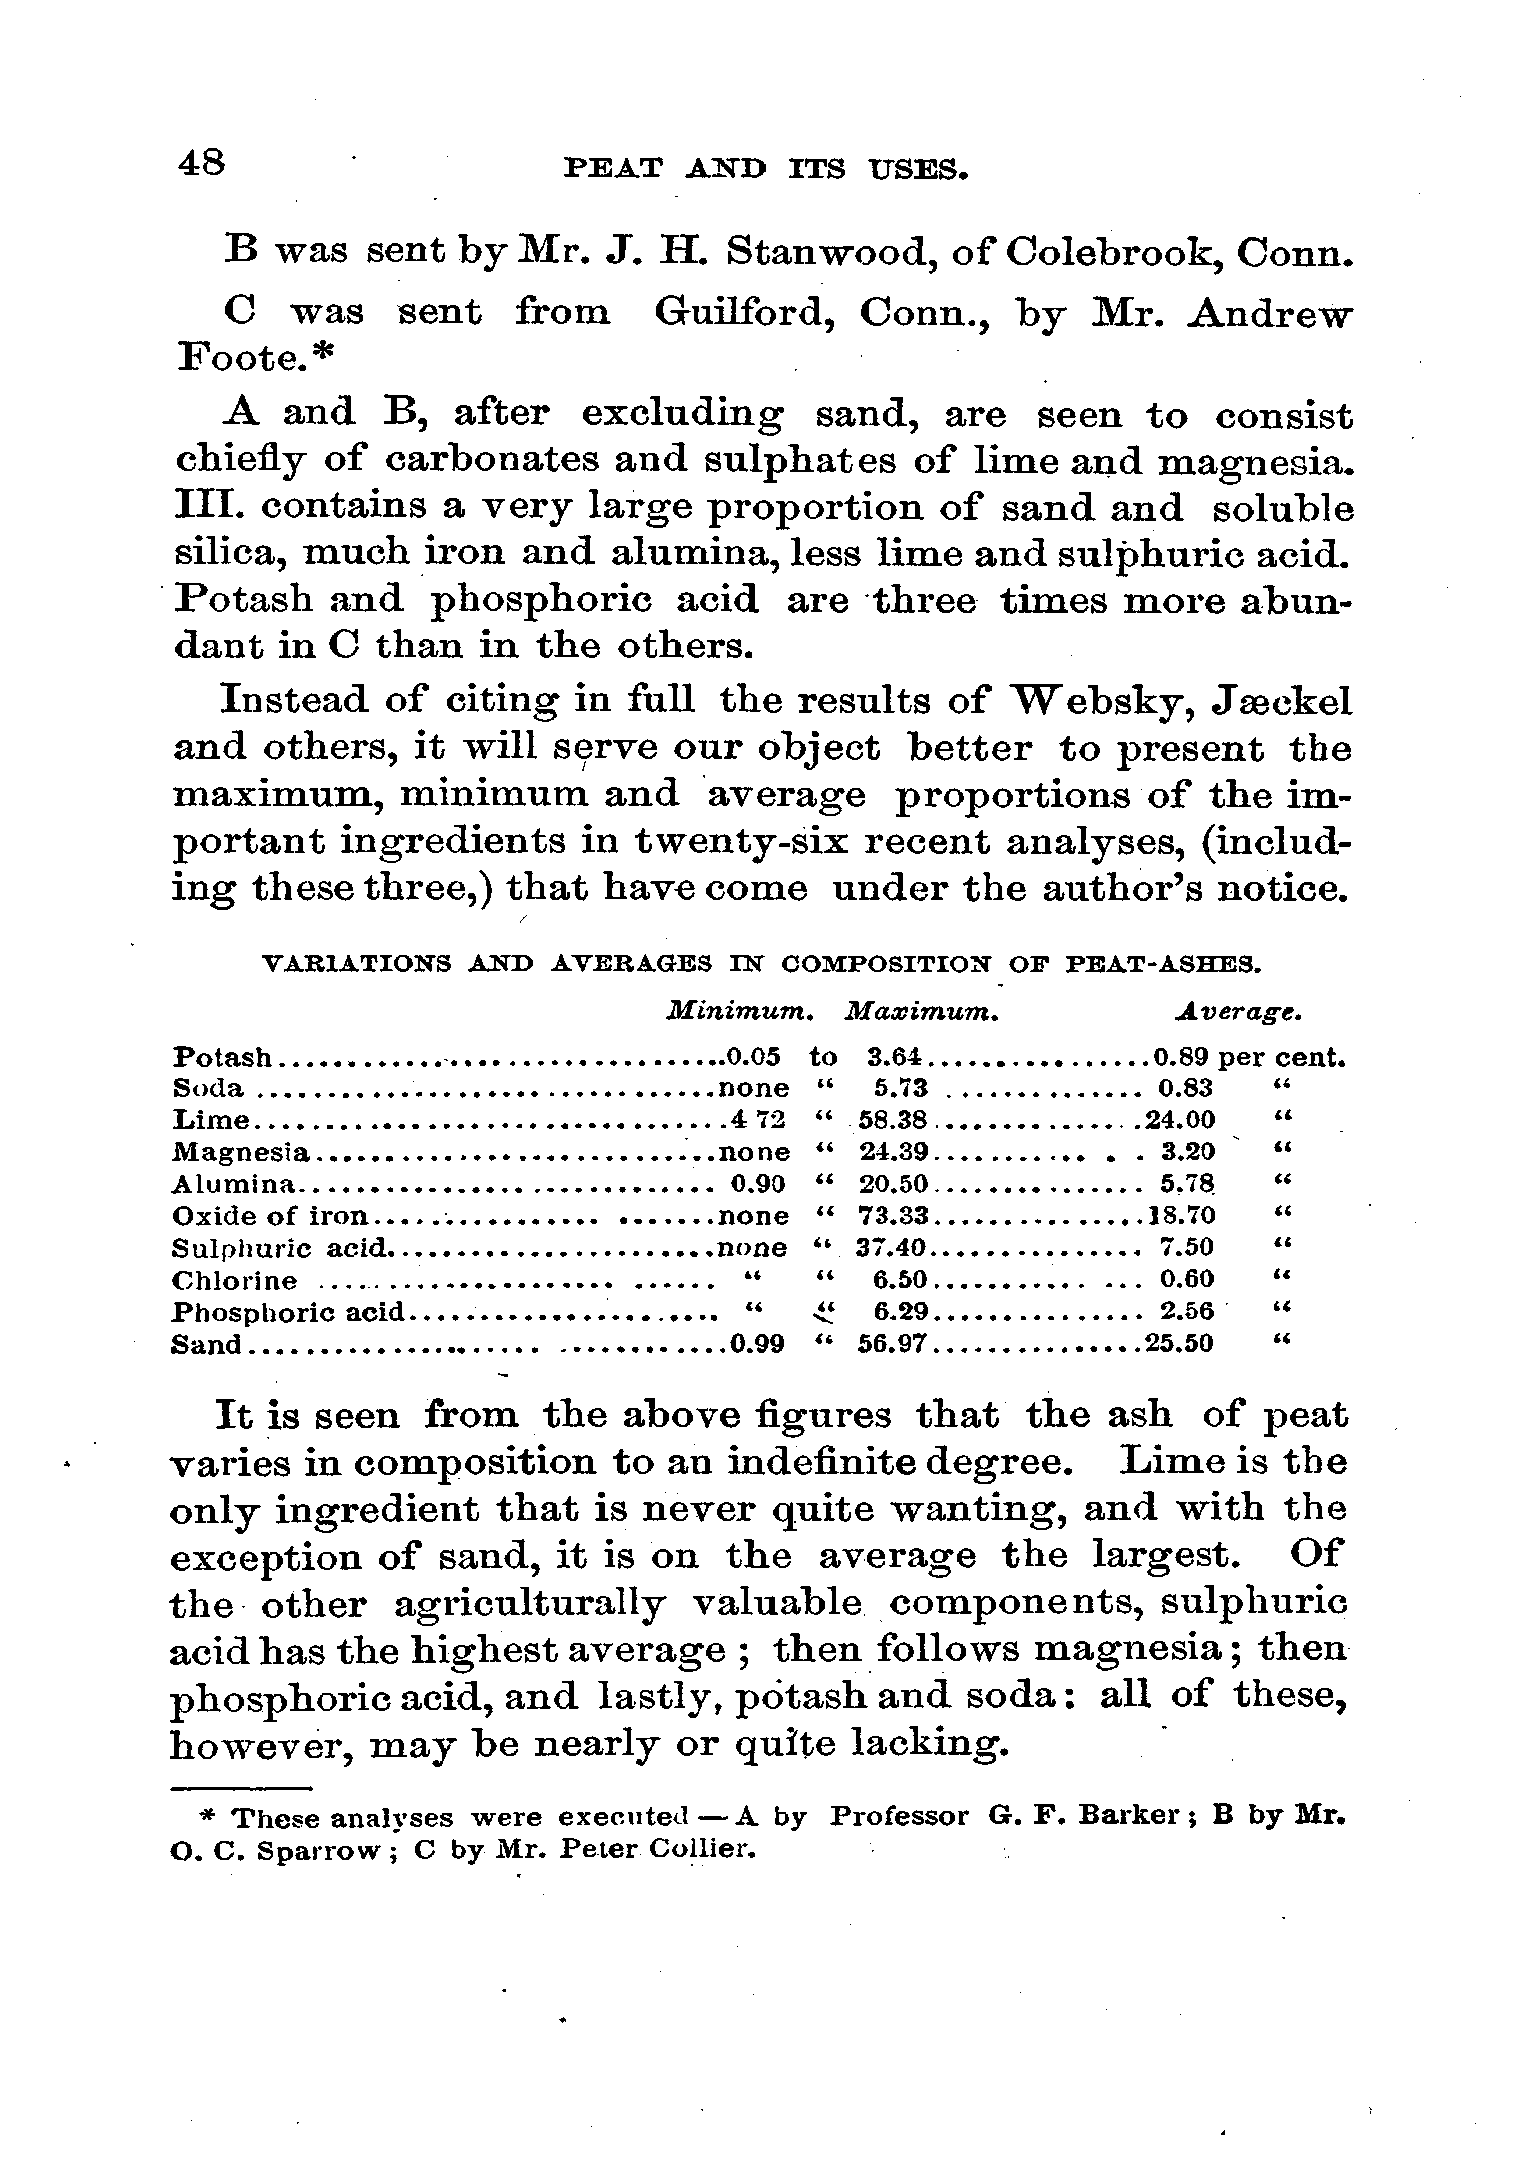 48 PEAT AND ITS USES.
B was sent by Mr. J. H. Stanwood, of Colebrook, Conn.
C was sent from Guilford, Conn., by Mr. Andrew
Foote.*
A and B, after excluding sand, are seen to consist
chiefly of carbonates and sulphates of lime and magnesia.
III. contains a very large proportion of sand and soluble
silica, much iron and alumina, less lime and sulphuric acid.
Potash and phosphoric acid are three times more abun-
dant in C than in the others.
Instead of citing in full the results of Websky, Jæckel
and others, it will serve our object better to present the
maximum, minimum and average proportions of the im-
portant ingredients in twenty-six recent analyses, (includ-
ing these three,) that have come under the author's notice.
VARIATIONS AND AVERAGES IN COMPOSITION OF PEAT-ASHES.
Minimum. Maximum. Average.
Potash................................0.05 to 3.64................0.89 per cent.
Soda ................................none “ 5.73 .............. 0.83 “
Lime..................................4 72 “ 58.38...............24.00 “
Magnesia.............................none “ 24.39............. 3.20 “
Alumina.............................. 0.90 “ 20.50............... 5.78 “
Oxide of iron........................none “ 73.33...............18.70 “
Sulphuric acid.......................none “ 37.40............... 7.50 “
Chlorine ........................... “ “ 6.50.............. 0.60 “
Phosphoric acid...................... “ “ 6.29............... 2.56 “
Sand.................................0.99 “ 56.97...............25.50 “
It is seen from the above figures that the ash of peat
varies in composition to an indefinite degree. Lime is the
only ingredient that is never quite wanting, and with the
exception of sand, it is on the average the largest. Of
the other agriculturally valuable components, sulphuric
acid has the highest average ; then follows magnesia ; then
phosphoric acid, and lastly, potash and soda : all of these,
however, may be nearly or quite lacking.
* These analyses were executed — A by Professor G. F. Barker ; B by Mr.
O. C. Sparrow ; C by Mr. Peter Collier.